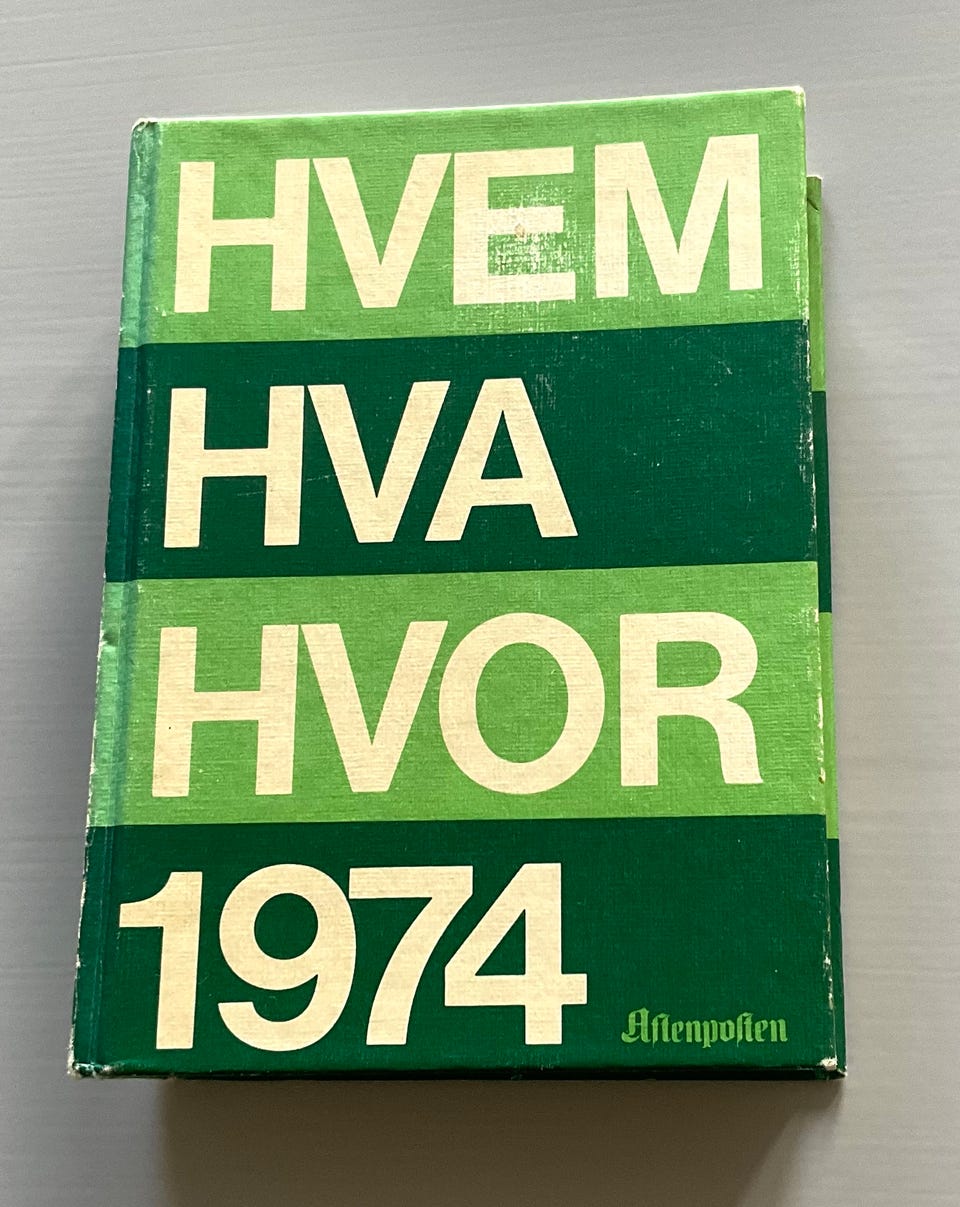 HVEM
HVA
HVOR
1974
Aftenposten